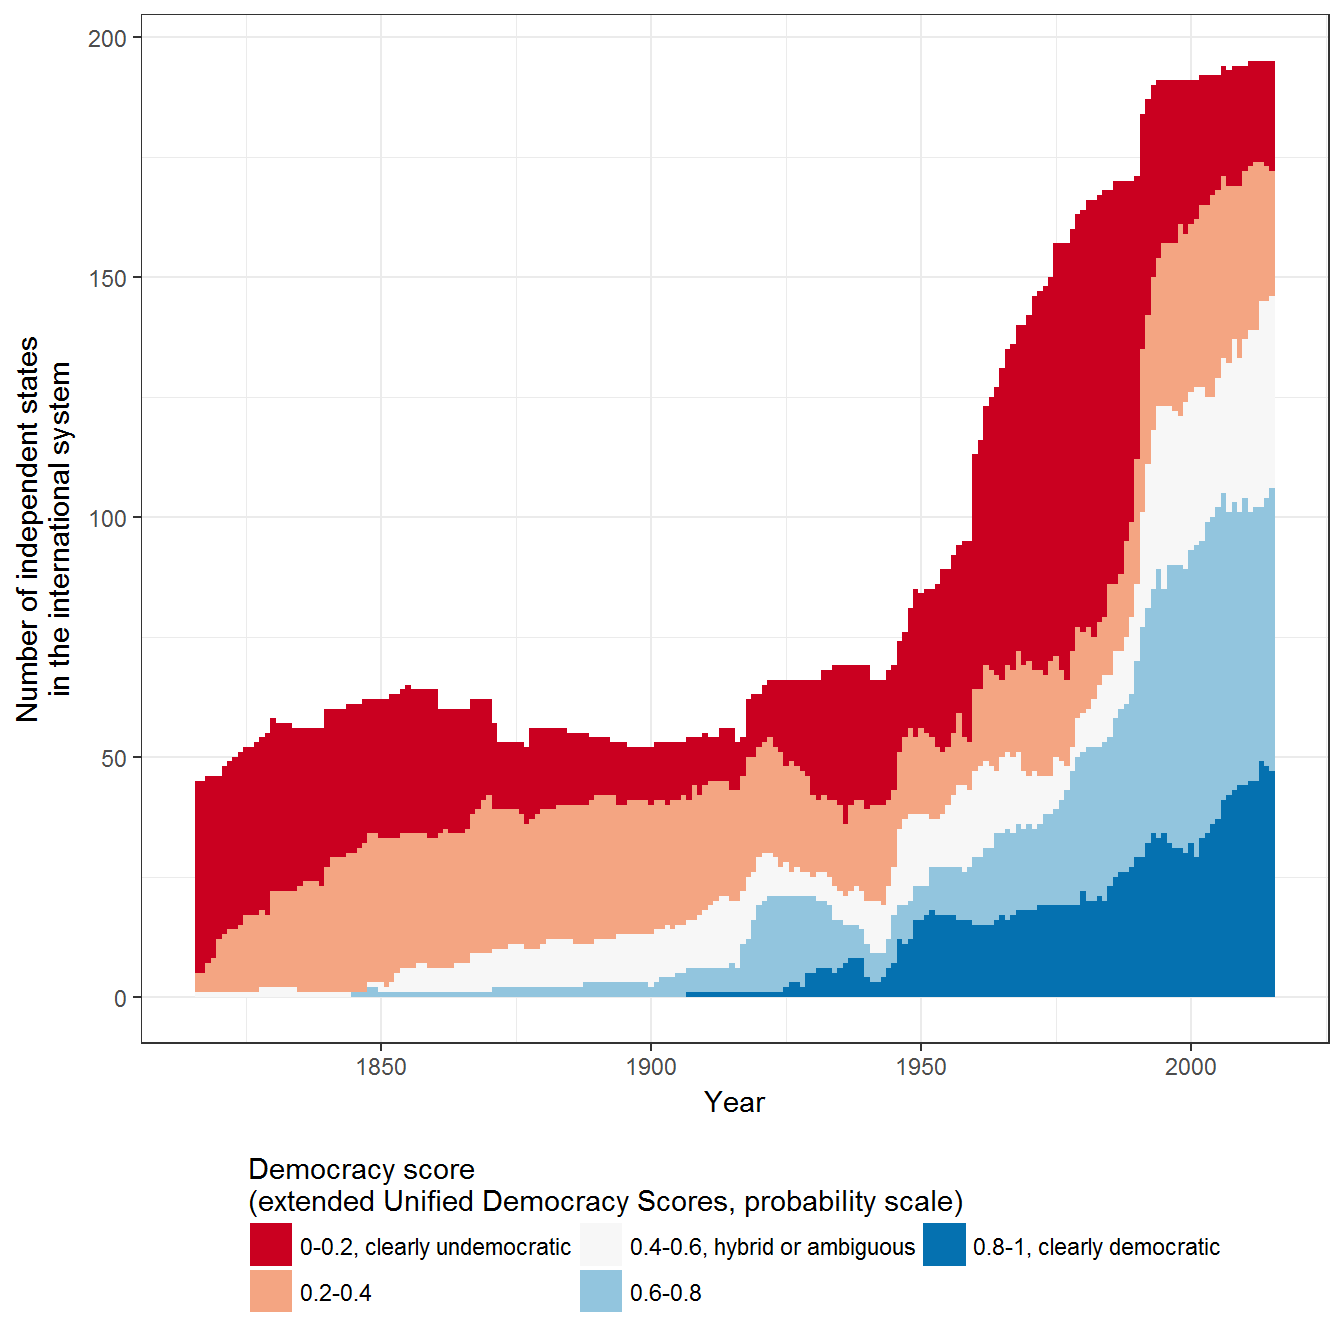 200
150
100
50
0
Number of independent states
in the international system
1850
1900
1950
2000
Year
Democracy score
(extended Unified Democracy Scores, probability scale)
0-0.2, clearly undemocratic
0.4-0.6, hybrid or ambiguous
0.8-1, clearly democratic
0.2-0.4
0.6-0.8